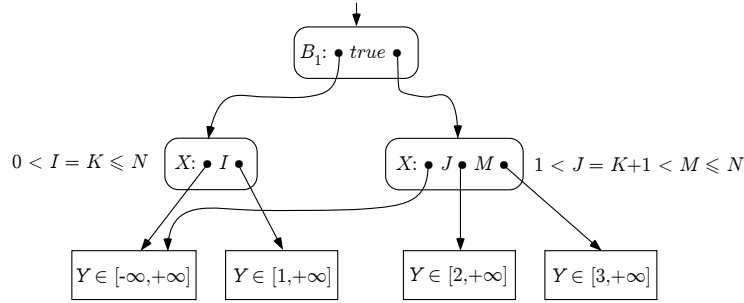 B₁: • true •
0 < I = K ⩽ N
X: • I •
X: • J • M •
1 < J = K+1 < M ⩽ N
Y ∈ [-∞,+∞]
Y ∈ [1,+∞]
Y ∈ [2,+∞]
Y ∈ [3,+∞]